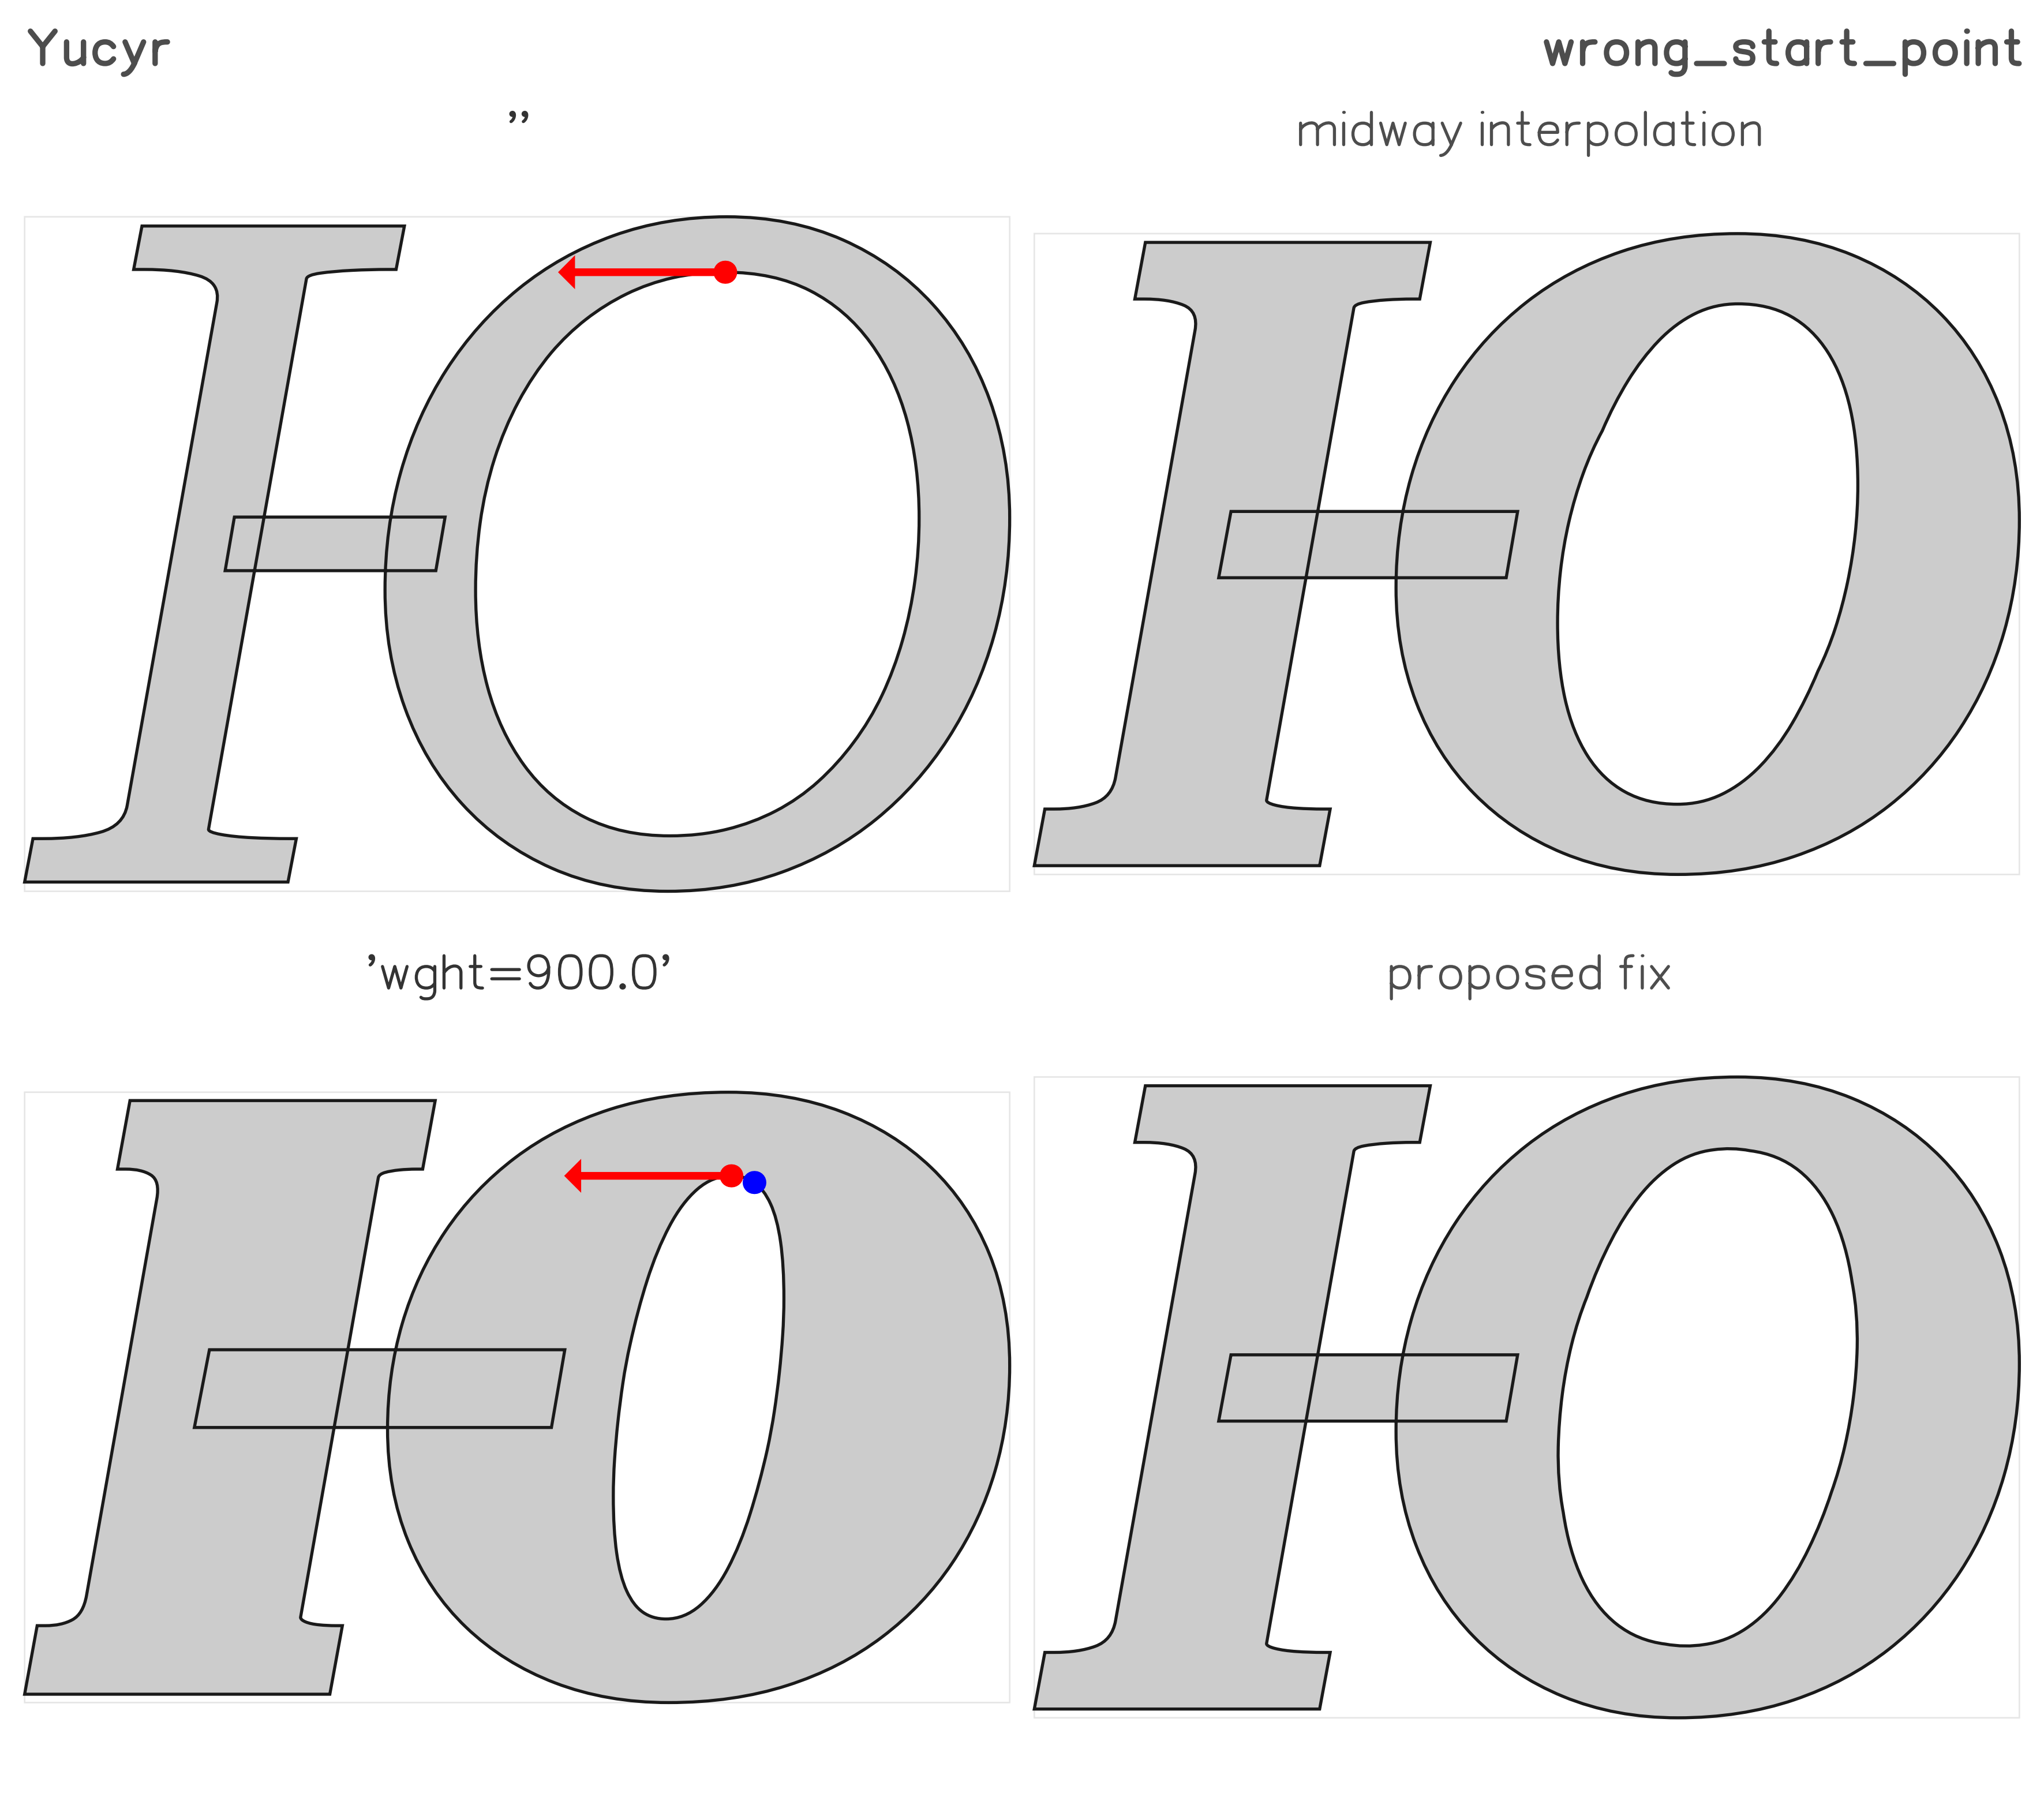 Yucyr
wrong_start_point
’’
midway interpolation
Ю
Ю
’wght=900.0’
proposed fix
Ю
Ю